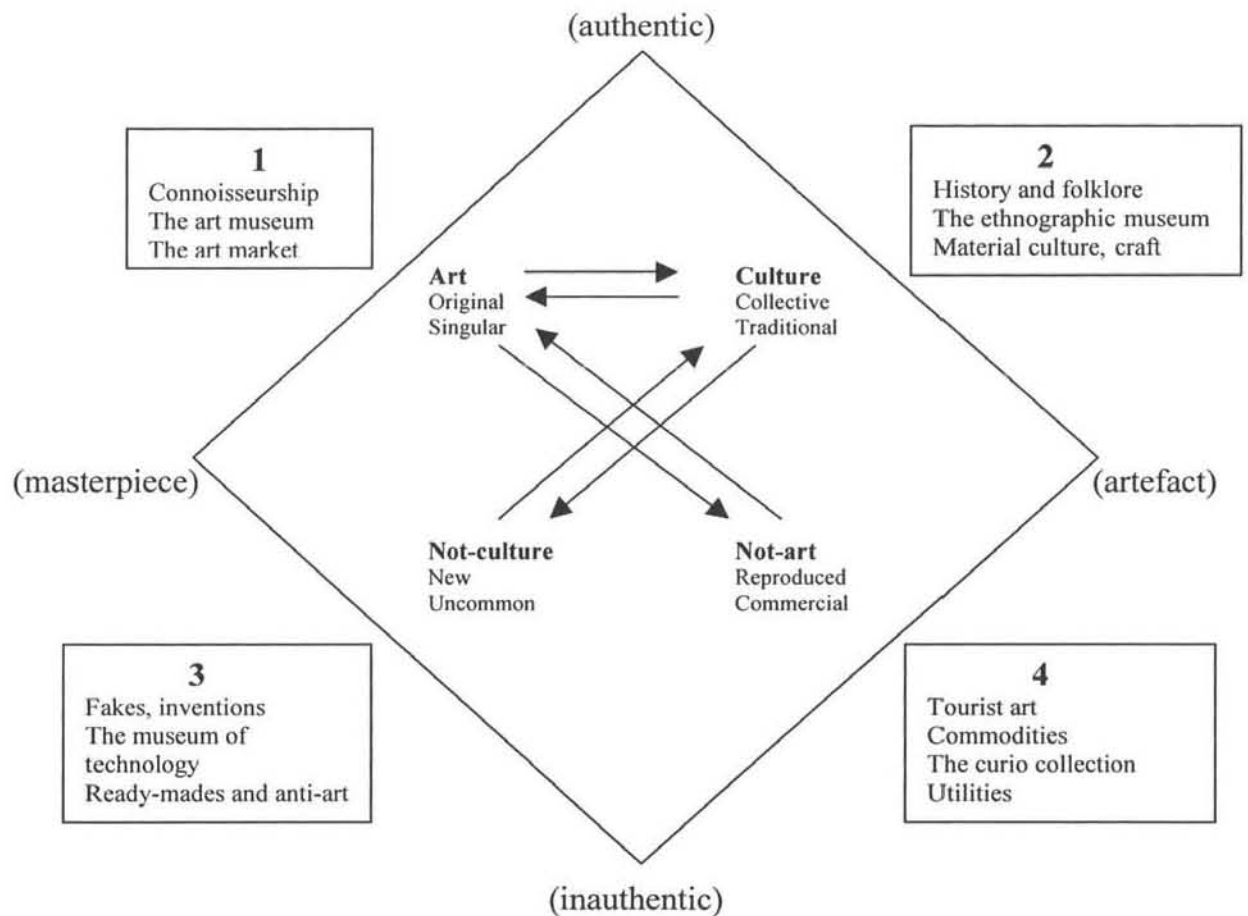 (authentic)
1
Connoisseurship
The art museum
The art market
2
History and folklore
The ethnographic museum
Material culture, craft
Art
Original
Singular
Culture
Collective
Traditional
(masterpiece)
(artefact)
Not-culture
New
Uncommon
Not-art
Reproduced
Commercial
3
Fakes, inventions
The museum of
technology
Ready-mades and anti-art
4
Tourist art
Commodities
The curio collection
Utilities
(inauthentic)